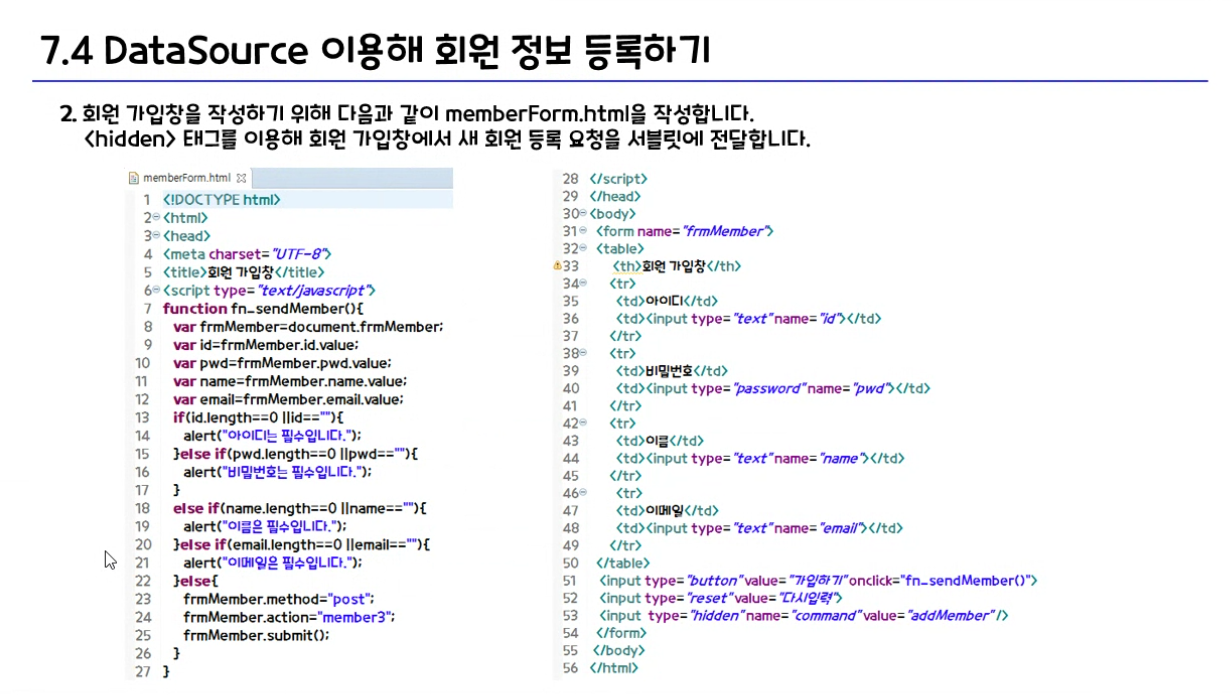 7.4 DataSource 이용해 회원 정보 등록하기
2. 회원 가입창을 작성하기 위해 다음과 같이 memberForm.html을 작성합니다.
<hidden> 태그를 이용해 회원 가입창에서 새 회원 등록 요청을 서블릿에 전달합니다.
memberForm.html
1 <!DOCTYPE html>
2 <html>
3 <head>
4 <meta charset="UTF-8">
5 <title>회원 가입창</title>
6 <script type="text/javascript">
7 function fn_sendMember(){
8 var frmMember=document.frmMember;
9 var id=frmMember.id.value;
10 var pwd=frmMember.pwd.value;
11 var name=frmMember.name.value;
12 var email=frmMember.email.value;
13 if(id.length==0 ||id==""){
14 alert("아이디는 필수입니다.");
15 }else if(pwd.length==0 ||pwd==""){
16 alert("비밀번호는 필수입니다.");
17 }
18 else if(name.length==0 ||name==""){
19 alert("이름은 필수입니다.");
20 }else if(email.length==0 ||email==""){
21 alert("이메일은 필수입니다.");
22 }else{
23 frmMember.method="post";
24 frmMember.action="member3";
25 frmMember.submit();
26 }
27 }
28 </script>
29 </head>
30 <body>
31 <form name="frmMember">
32 <table>
33 <th>회원 가입창</th>
34 <tr>
35 <td>아이디</td>
36 <td><input type="text"name="id"></td>
37 </tr>
38 <tr>
39 <td>비밀번호</td>
40 <td><input type="password"name="pwd"></td>
41 </tr>
42 <tr>
43 <td>이름</td>
44 <td><input type="text"name="name"></td>
45 </tr>
46 <tr>
47 <td>이메일</td>
48 <td><input type="text"name="email"></td>
49 </tr>
50 </table>
51 <input type="button"value="가입하기"onclick="fn_sendMember()">
52 <input type="reset"value="다시입력">
53 <input type="hidden"name="command"value="addMember"/>
54 </form>
55 </body>
56 </html>